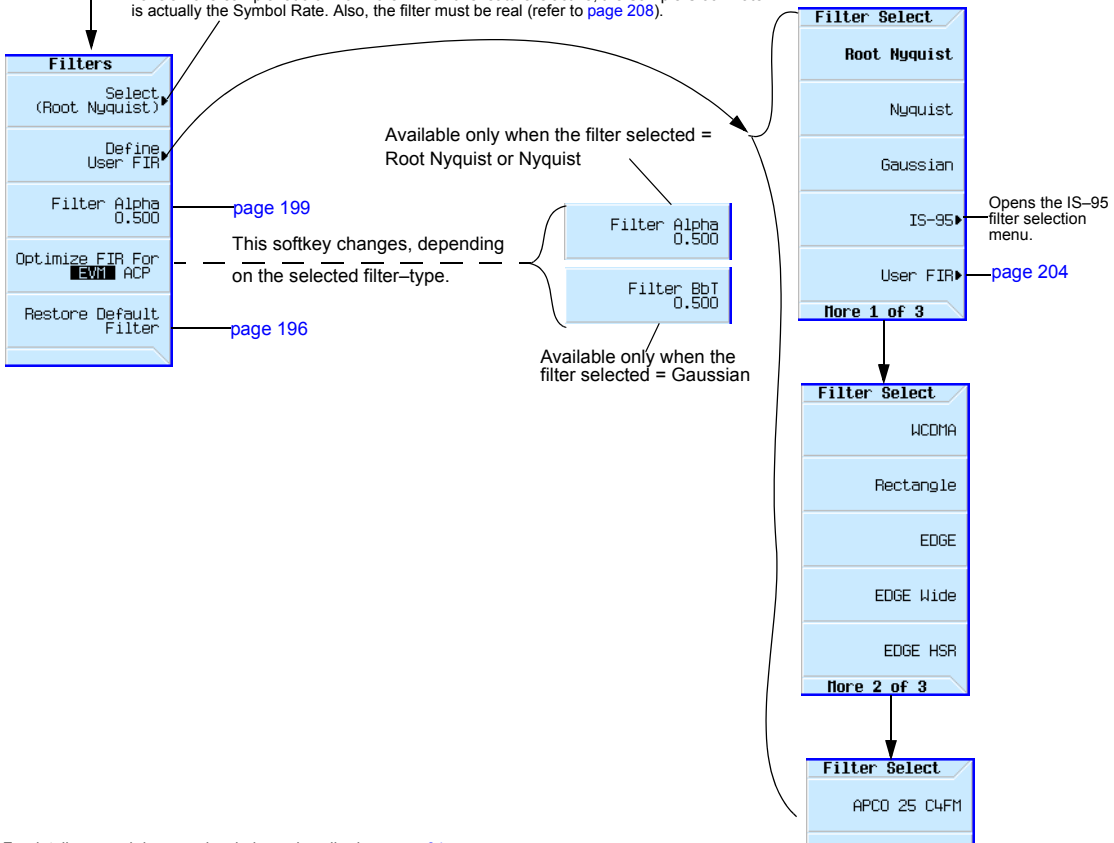 is actually the Symbol Rate. Also, the filter must be real (refer to page 208).
Filters
Select
(Root Nyquist)
Define
User FIR
Filter Alpha
0.500
Optimize FIR For
EVM ACP
Restore Default
Filter
page 199
page 196
This softkey changes, depending
on the selected filter–type.
Available only when the filter selected =
Root Nyquist or Nyquist
Filter Alpha
0.500
Filter BbT
0.500
Available only when the
filter selected = Gaussian
Filter Select
Root Nyquist
Nyquist
Gaussian
IS-95
User FIR
More 1 of 3
Opens the IS–95
filter selection
menu.
page 204
Filter Select
WCDMA
Rectangle
EDGE
EDGE Wide
EDGE HSR
More 2 of 3
Filter Select
APCO 25 C4FM